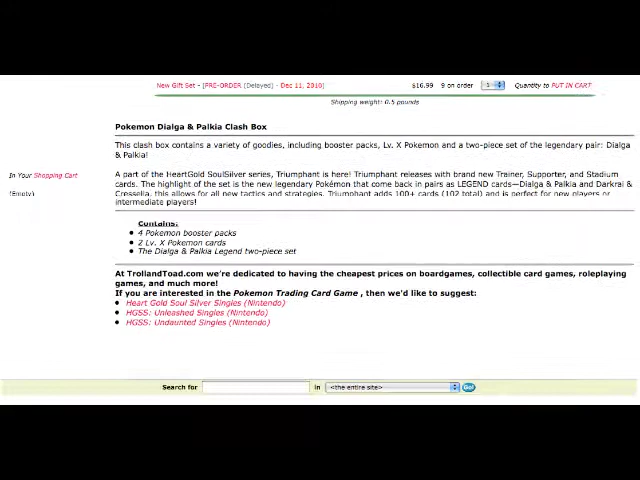 New Gift Set - [PRE-ORDER (Delayed) - Dec 11, 2010) $16.99 9 on order 1 Quantity to PUT IN CART
Shipping weight: 0.5 pounds
Pokemon Dialga & Palkia Clash Box
This clash box contains a variety of goodies, including booster packs, Lv. X Pokemon and a two-piece set of the legendary pair: Dialga
& Palkia!
In Your Shopping Cart
(Empty)
A part of the HeartGold SoulSilver series, Triumphant is here! Triumphant releases with brand new Trainer, Supporter, and Stadium
cards. The highlight of the set is the new legendary Pokémon that come back in pairs as LEGEND cards—Dialga & Palkia and Darkrai &
Cresselia. this allows for all new tactics and strategies. Triumphant adds 100+ cards (102 total) and is perfect for new players or
intermediate players!
Contains:
4 Pokemon booster packs
2 Lv. X Pokemon cards
The Dialga & Palkia Legend two-piece set
At TrollandToad.com we're dedicated to having the cheapest prices on boardgames, collectible card games, roleplaying
games, and much more!
If you are interested in the Pokemon Trading Card Game , then we'd like to suggest:
Heart Gold Soul Silver Singles (Nintendo)
HGSS: Unleashed Singles (Nintendo)
HGSS: Undaunted Singles (Nintendo)
Search for in <the entire site> Go!